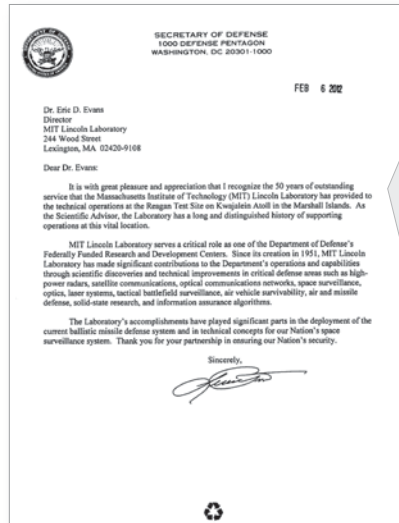 SECRETARY OF DEFENSE
1000 DEFENSE PENTAGON
WASHINGTON, DC 20301-1000
FEB 6 2012
Dr. Eric D. Evans
Director
MIT Lincoln Laboratory
244 Wood Street
Lexington, MA 02420-9108
Dear Dr. Evans:
It is with great pleasure and appreciation that I recognize the 50 years of outstanding
service that the Massachusetts Institute of Technology (MIT) Lincoln Laboratory has provided to
the technical operations at the Reagan Test Site on Kwajalein Atoll in the Marshall Islands. As
the Scientific Advisor, the Laboratory has a long and distinguished history of supporting
operations at this vital location.
MIT Lincoln Laboratory serves a critical role as one of the Department of Defense's
Federally Funded Research and Development Centers. Since its creation in 1951, MIT Lincoln
Laboratory has made significant contributions to the Department's operations and capabilities
through scientific discoveries and technical improvements in critical defense areas such as high-
power radars, satellite communications, optical communications networks, space surveillance,
optics, laser systems, tactical battlefield surveillance, air vehicle survivability, air and missile
defense, solid-state research, and information assurance algorithms.
The Laboratory's accomplishments have played significant parts in the deployment of the
current ballistic missile defense system and in technical concepts for our Nation's space
surveillance system. Thank you for your partnership in ensuring our Nation's security.
Sincerely,